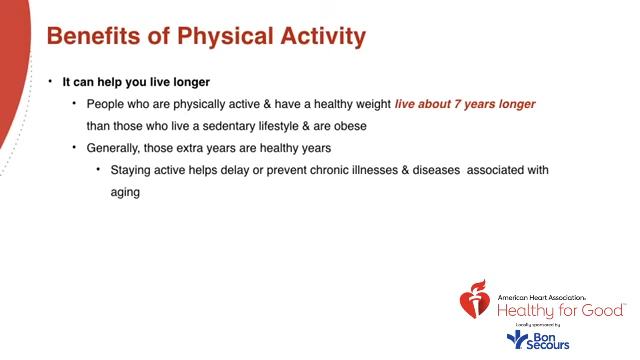 Benefits of Physical Activity
• It can help you live longer
• People who are physically active & have a healthy weight live about 7 years longer
than those who live a sedentary lifestyle & are obese
• Generally, those extra years are healthy years
• Staying active helps delay or prevent chronic illnesses & diseases associated with
aging
American Heart Association®
Healthy for Good™
Locally sponsored by
Bon
Secours